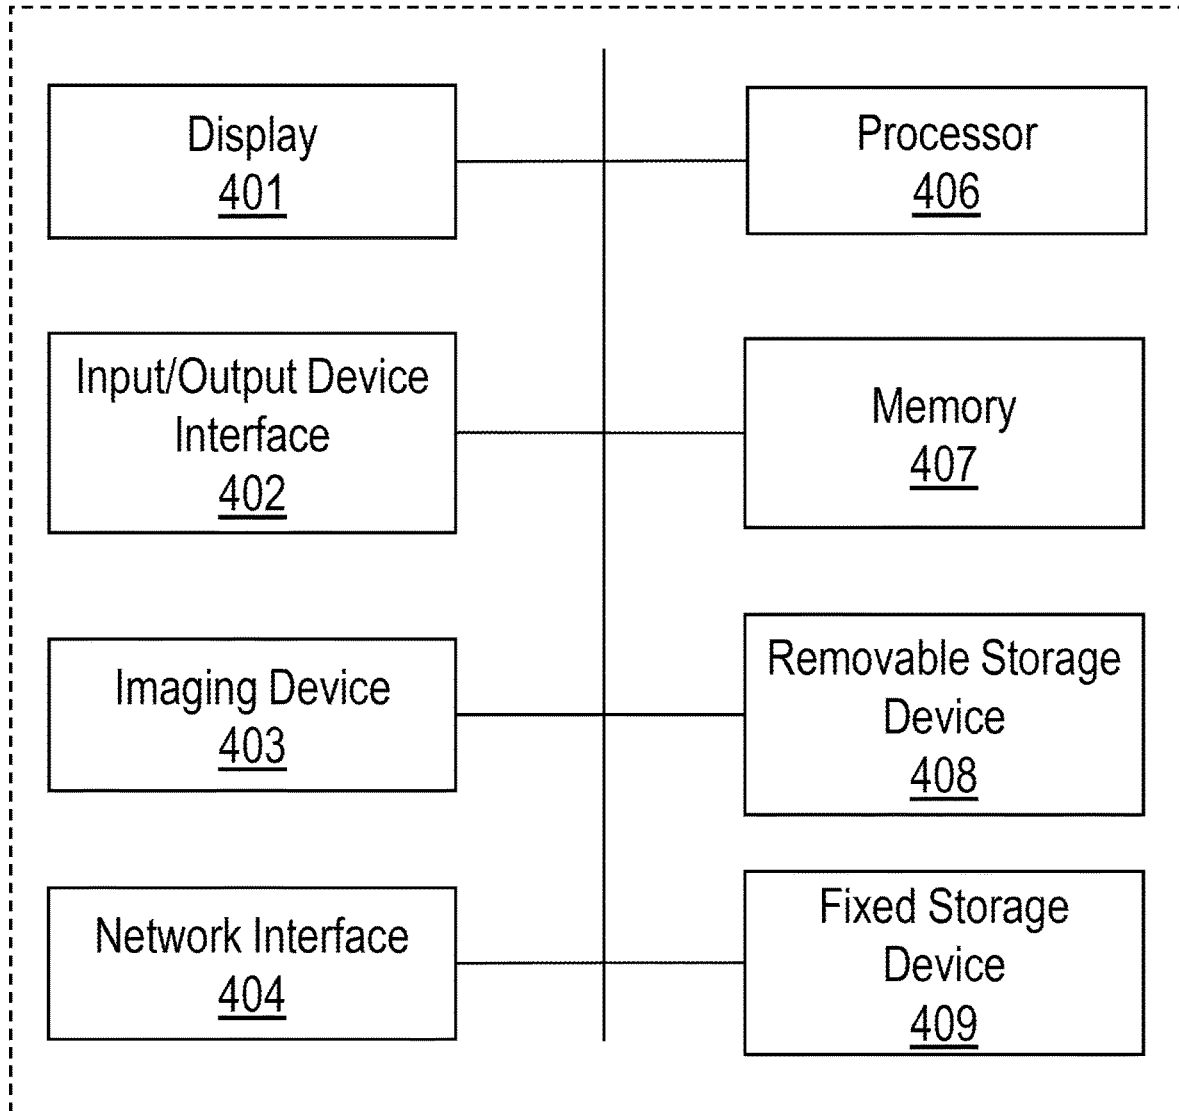 Display
401
Input/Output Device
Interface
402
Imaging Device
403
Network Interface
404
Processor
406
Memory
407
Removable Storage
Device
408
Fixed Storage
Device
409